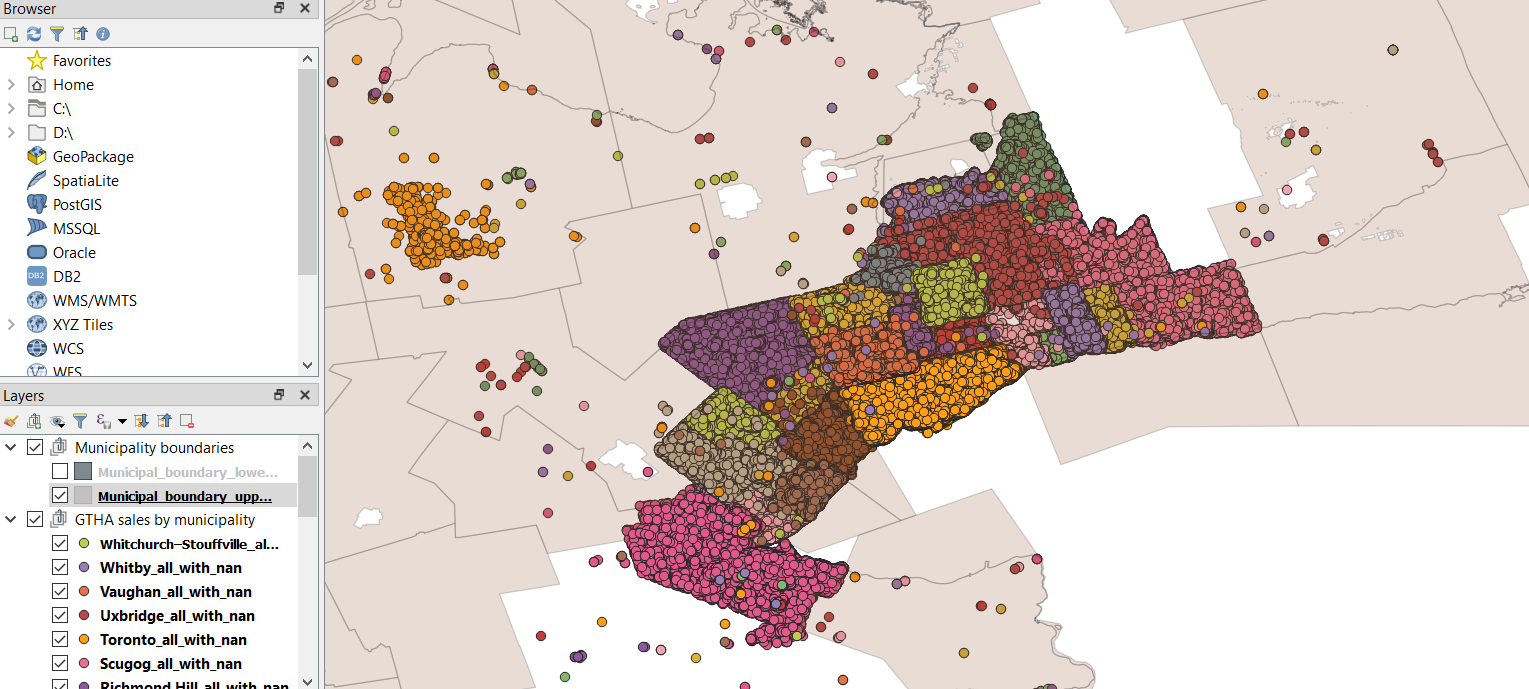 Browser
Favorites
Home
C:\
D:\
GeoPackage
SpatiaLite
PostGIS
MSSQL
Oracle
DB2
DB2
WMS/WMTS
XYZ Tiles
WCS
WFS
Layers
Municipality boundaries
Municipal_boundary_lowe...
Municipal_boundary_upp...
GTHA sales by municipality
Whitchurch–Stouffville_al...
Whitby_all_with_nan
Vaughan_all_with_nan
Uxbridge_all_with_nan
Toronto_all_with_nan
Scugog_all_with_nan
Richmond Hill_all_with_nan